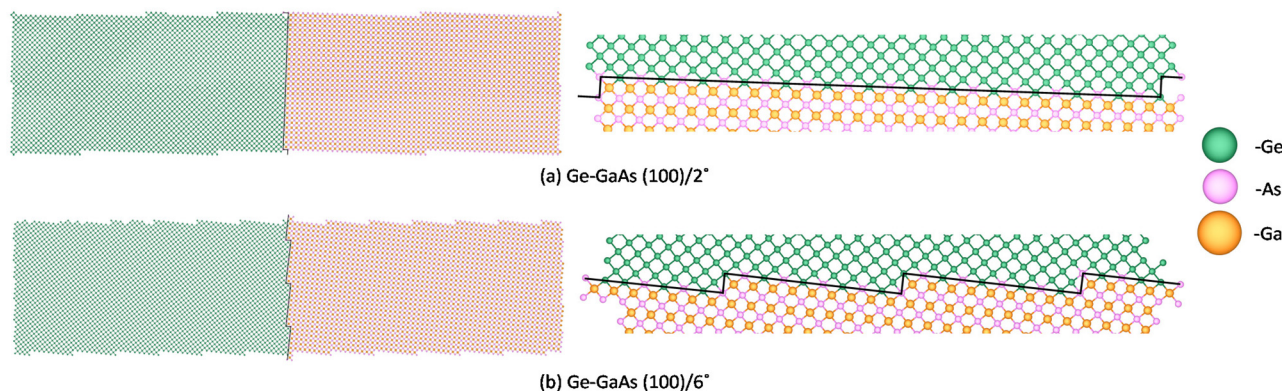 (a) Ge-GaAs (100)/2°
(b) Ge-GaAs (100)/6°
-Ge
-As
-Ga